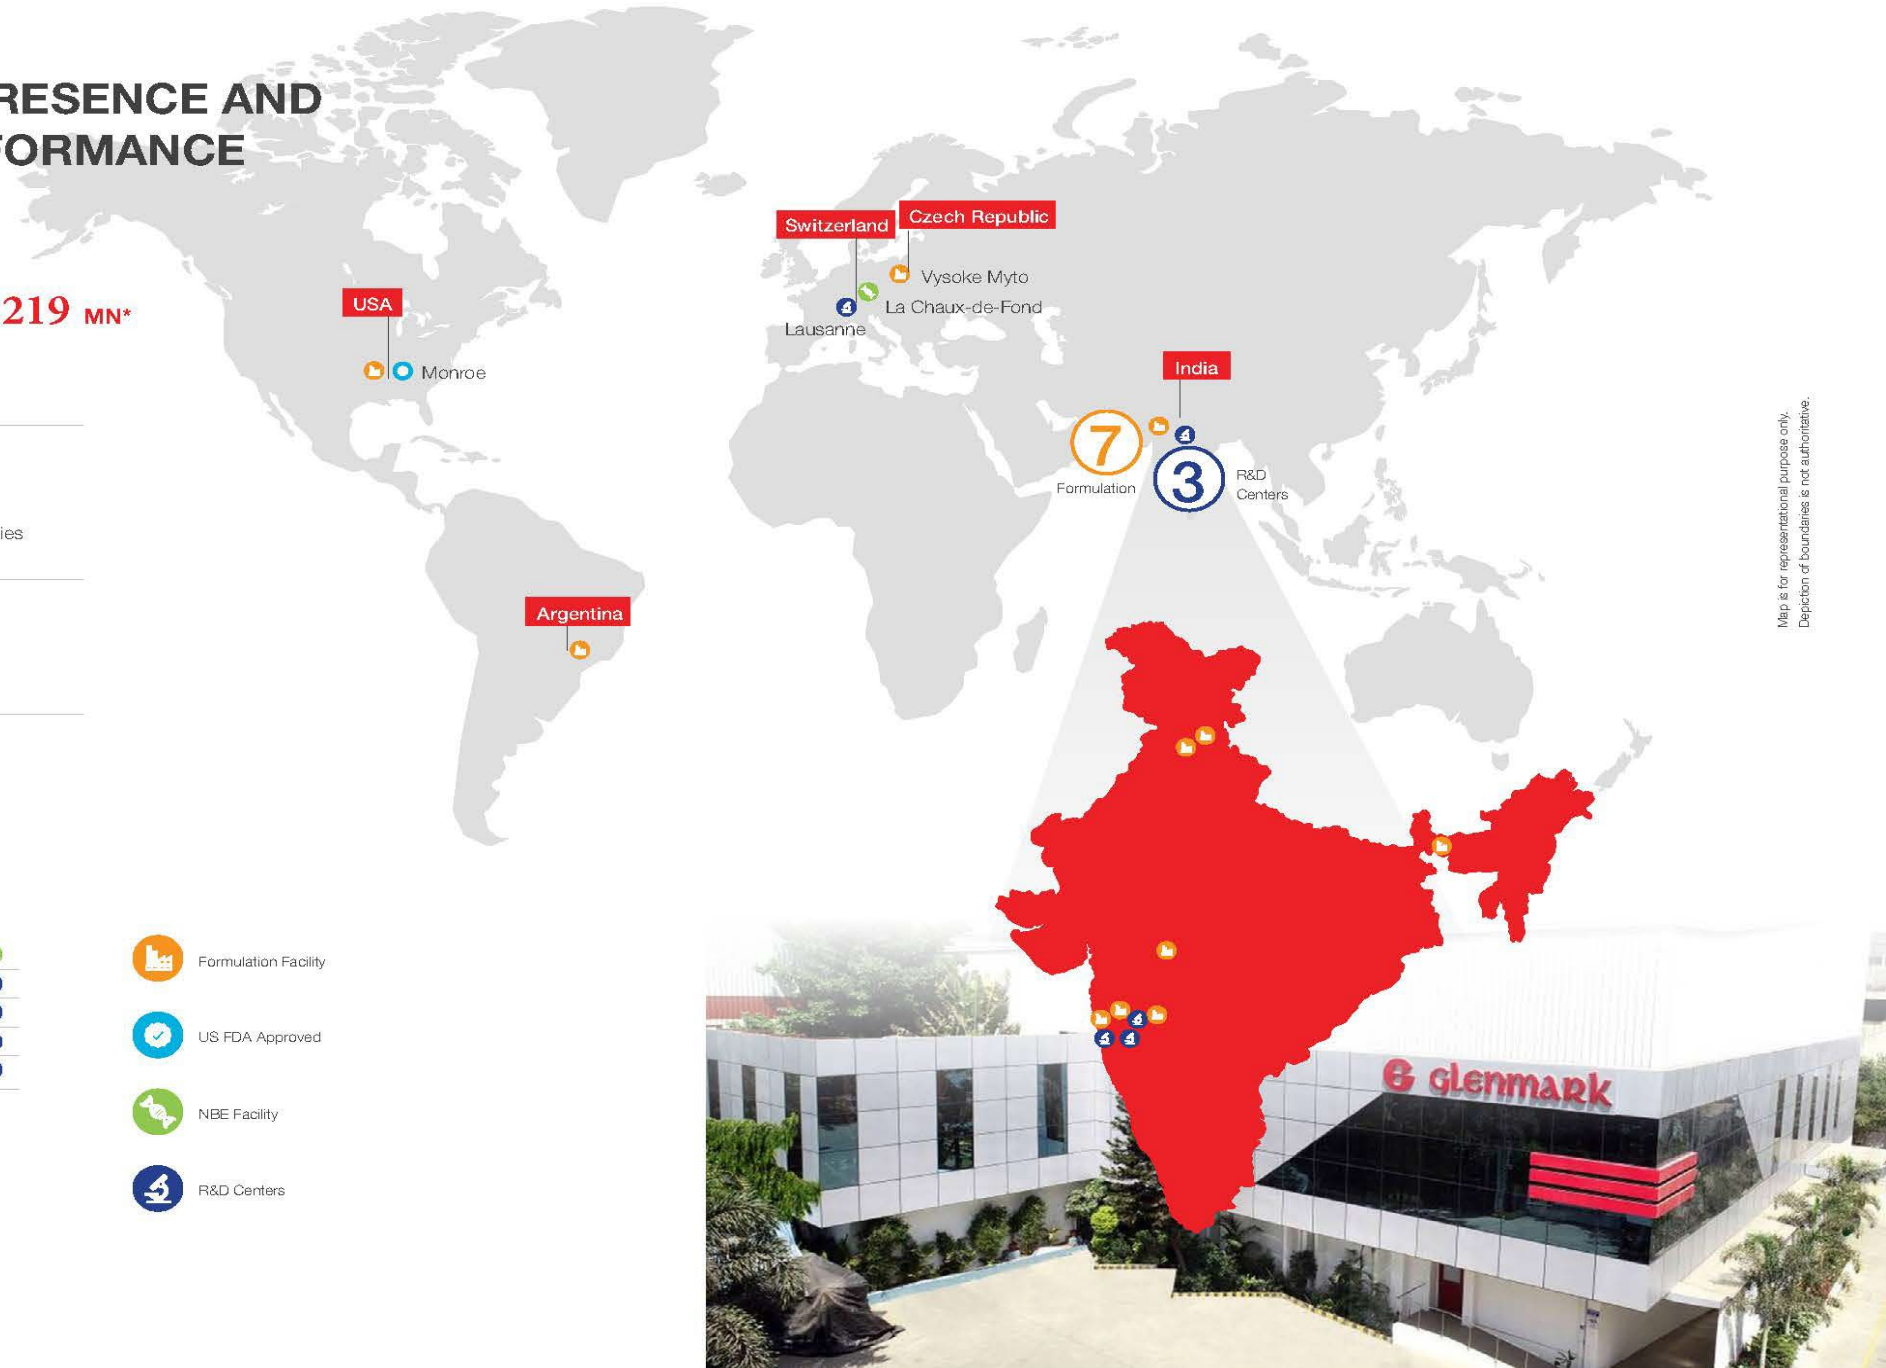 RESENCE AND
FORMANCE
219 MN*
ies
USA
Monroe
Argentina
Switzerland
Czech Republic
Vysoke Myto
La Chaux-de-Fond
Lausanne
India
7
Formulation
3
R&D
Centers
Map is for representational purpose only.
Depiction of boundaries is not authoritative.
Formulation Facility
US FDA Approved
NBE Facility
R&D Centers
glenmark